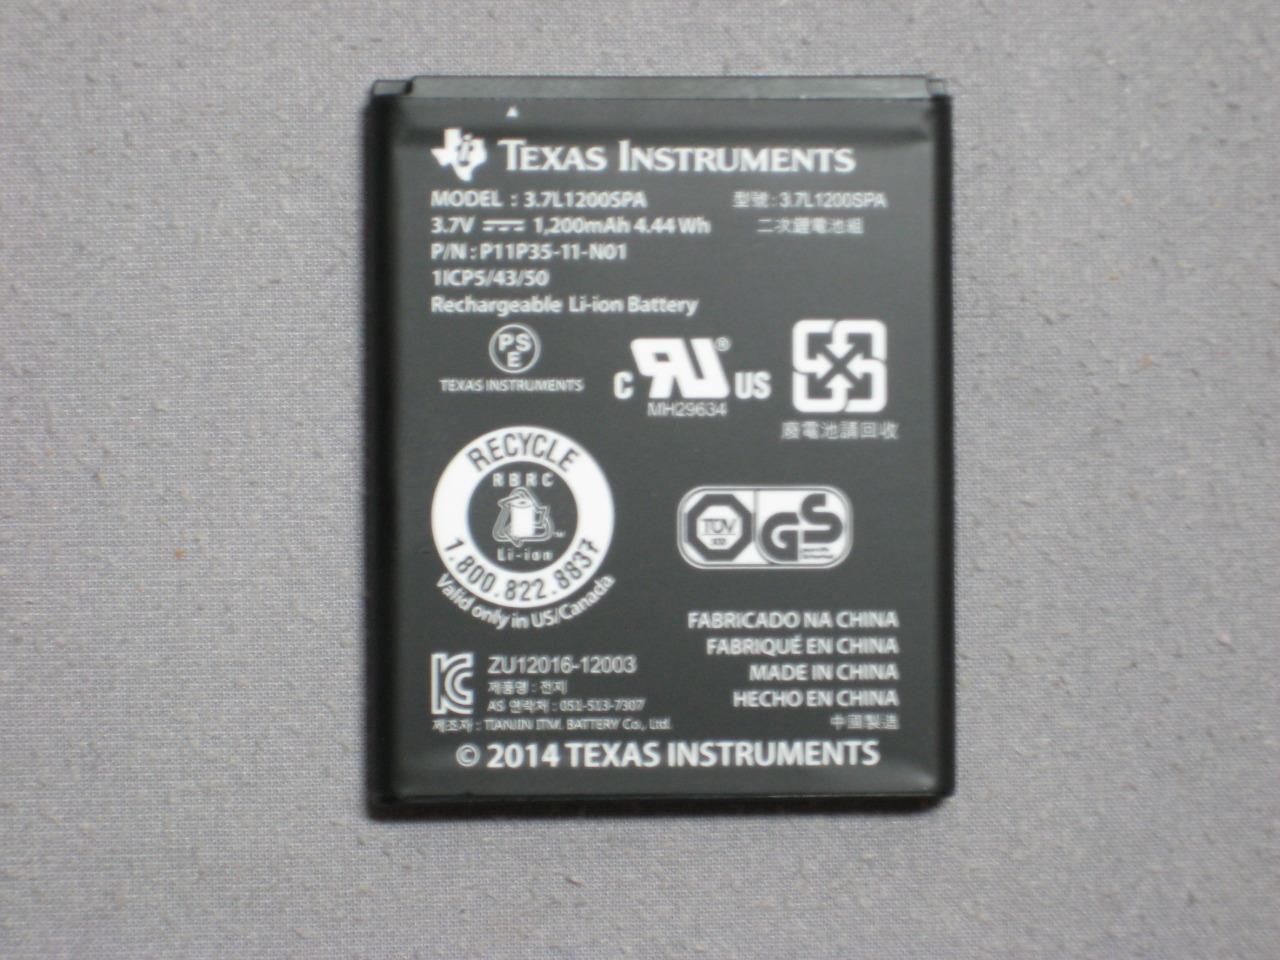 TEXAS INSTRUMENTS
MODEL : 3.7L1200SPA
型號 : 3.7L1200SPA
3.7V 1,200mAh 4.44 Wh
二次鋰電池組
P/N : P11P35-11-N01
1ICP5/43/50
Rechargeable Li-ion Battery
PS
E
TEXAS INSTRUMENTS
C RU® US
MH29634
廢電池請回收
RECYCLE
RBRC
Li-ion
1.800.822.8837
Valid only in US/Canada
TÜV
GS
FABRICADO NA CHINA
FABRIQUÉ EN CHINA
MADE IN CHINA
HECHO EN CHINA
中國製造
ZU12016-12003
제품명 : 전지
AS 연락처 : 051-513-7307
제조자 : TIANJIN ITM. BATTERY Co., Ltd.
© 2014 TEXAS INSTRUMENTS